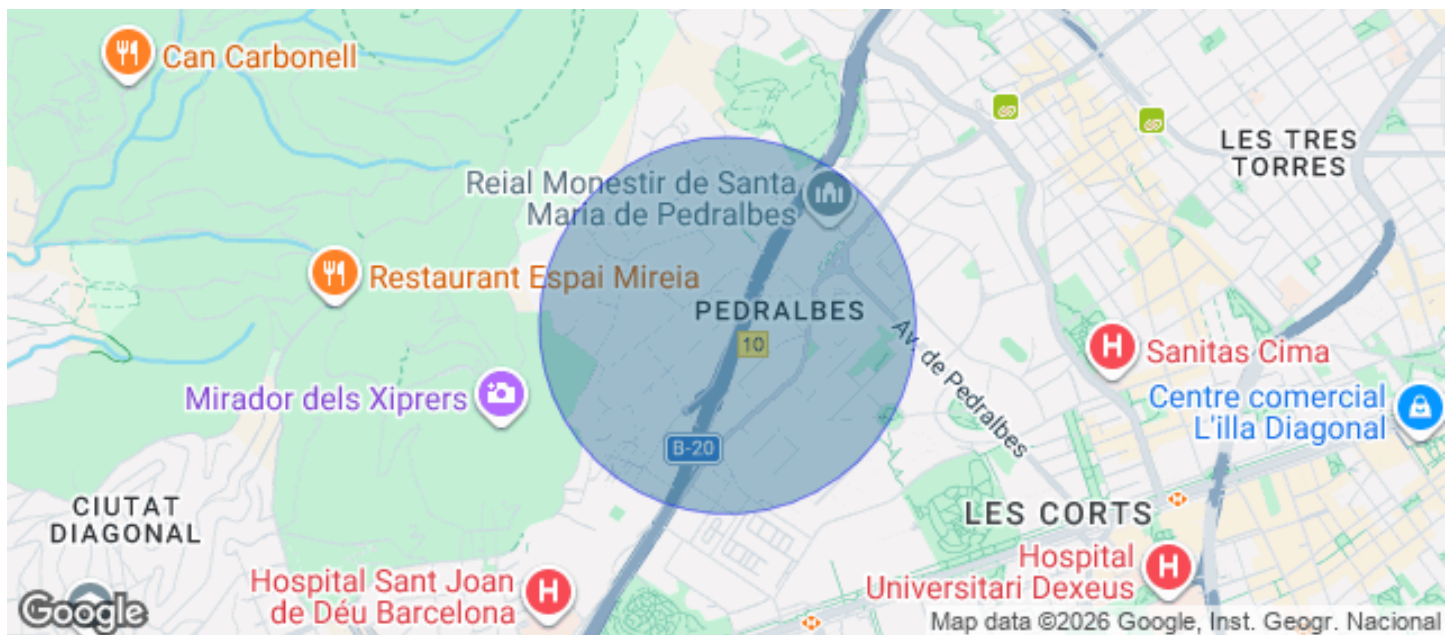 Can Carbonell
LES TRES
TORRES
Reial Monestir de Santa
Maria de Pedralbes
Restaurant Espai Mireia
PEDRALBES
10
Av. de Pedralbes
Sanitas Cima
Mirador dels Xiprers
Centre comercial
L'illa Diagonal
B-20
CIUTAT
DIAGONAL
LES CORTS
Hospital Sant Joan
de Déu Barcelona
H
Hospital
Universitari Dexeus
H
H
Google
Map data ©2026 Google, Inst. Geogr. Nacional